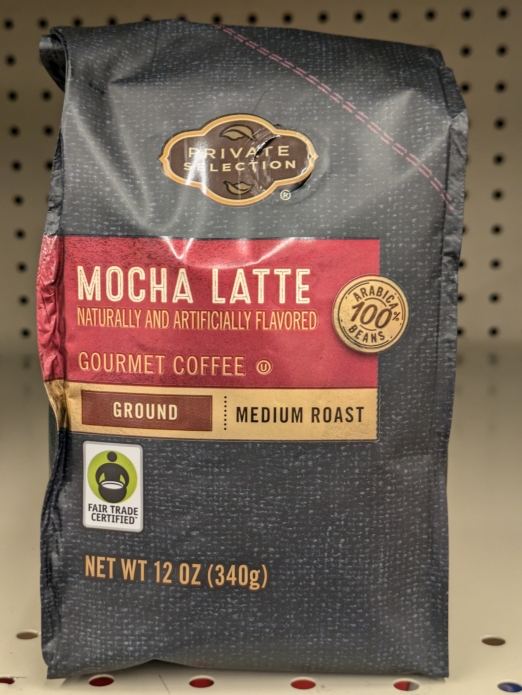 PRIVATE
SELECTION
®
MOCHA LATTE
NATURALLY AND ARTIFICIALLY FLAVORED
ARABICA
100%
BEANS
GOURMET COFFEE Ⓤ
GROUND
MEDIUM ROAST
FAIR TRADE
CERTIFIED™
NET WT 12 OZ (340g)